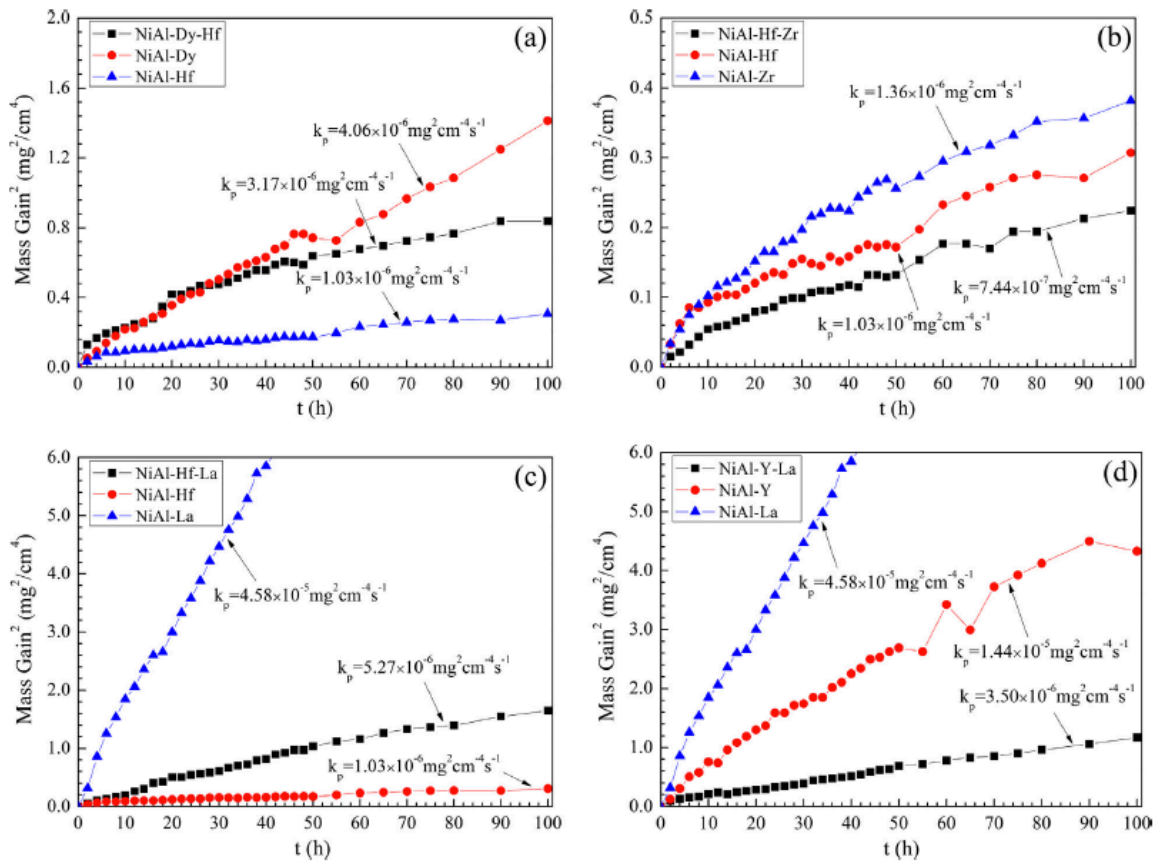 (a)
NiAl-Dy-Hf
NiAl-Dy
NiAl-Hf
Mass Gain² (mg²/cm⁴)
2.0
1.6
1.2
0.8
0.4
0.0
kp=4.06×10⁻⁶mg²cm⁻⁴s⁻¹
kp=3.17×10⁻⁶mg²cm⁻⁴s⁻¹
kp=1.03×10⁻⁶mg²cm⁻⁴s⁻¹
0 10 20 30 40 50 60 70 80 90 100
t (h)
(b)
NiAl-Hf-Zr
NiAl-Hf
NiAl-Zr
Mass Gain² (mg²/cm⁴)
0.5
0.4
0.3
0.2
0.1
0.0
kp=1.36×10⁻⁶mg²cm⁻⁴s⁻¹
kp=7.44×10⁻⁷mg²cm⁻⁴s⁻¹
kp=1.03×10⁻⁶mg²cm⁻⁴s⁻¹
0 10 20 30 40 50 60 70 80 90 100
t (h)
(c)
NiAl-Hf-La
NiAl-Hf
NiAl-La
Mass Gain² (mg²/cm⁴)
6.0
5.0
4.0
3.0
2.0
1.0
0.0
kp=4.58×10⁻⁵mg²cm⁻⁴s⁻¹
kp=5.27×10⁻⁶mg²cm⁻⁴s⁻¹
kp=1.03×10⁻⁶mg²cm⁻⁴s⁻¹
0 10 20 30 40 50 60 70 80 90 100
t (h)
(d)
NiAl-Y-La
NiAl-Y
NiAl-La
Mass Gain² (mg²/cm⁴)
6.0
5.0
4.0
3.0
2.0
1.0
0.0
kp=4.58×10⁻⁵mg²cm⁻⁴s⁻¹
kp=1.44×10⁻⁵mg²cm⁻⁴s⁻¹
kp=3.50×10⁻⁶mg²cm⁻⁴s⁻¹
0 10 20 30 40 50 60 70 80 90 100
t (h)